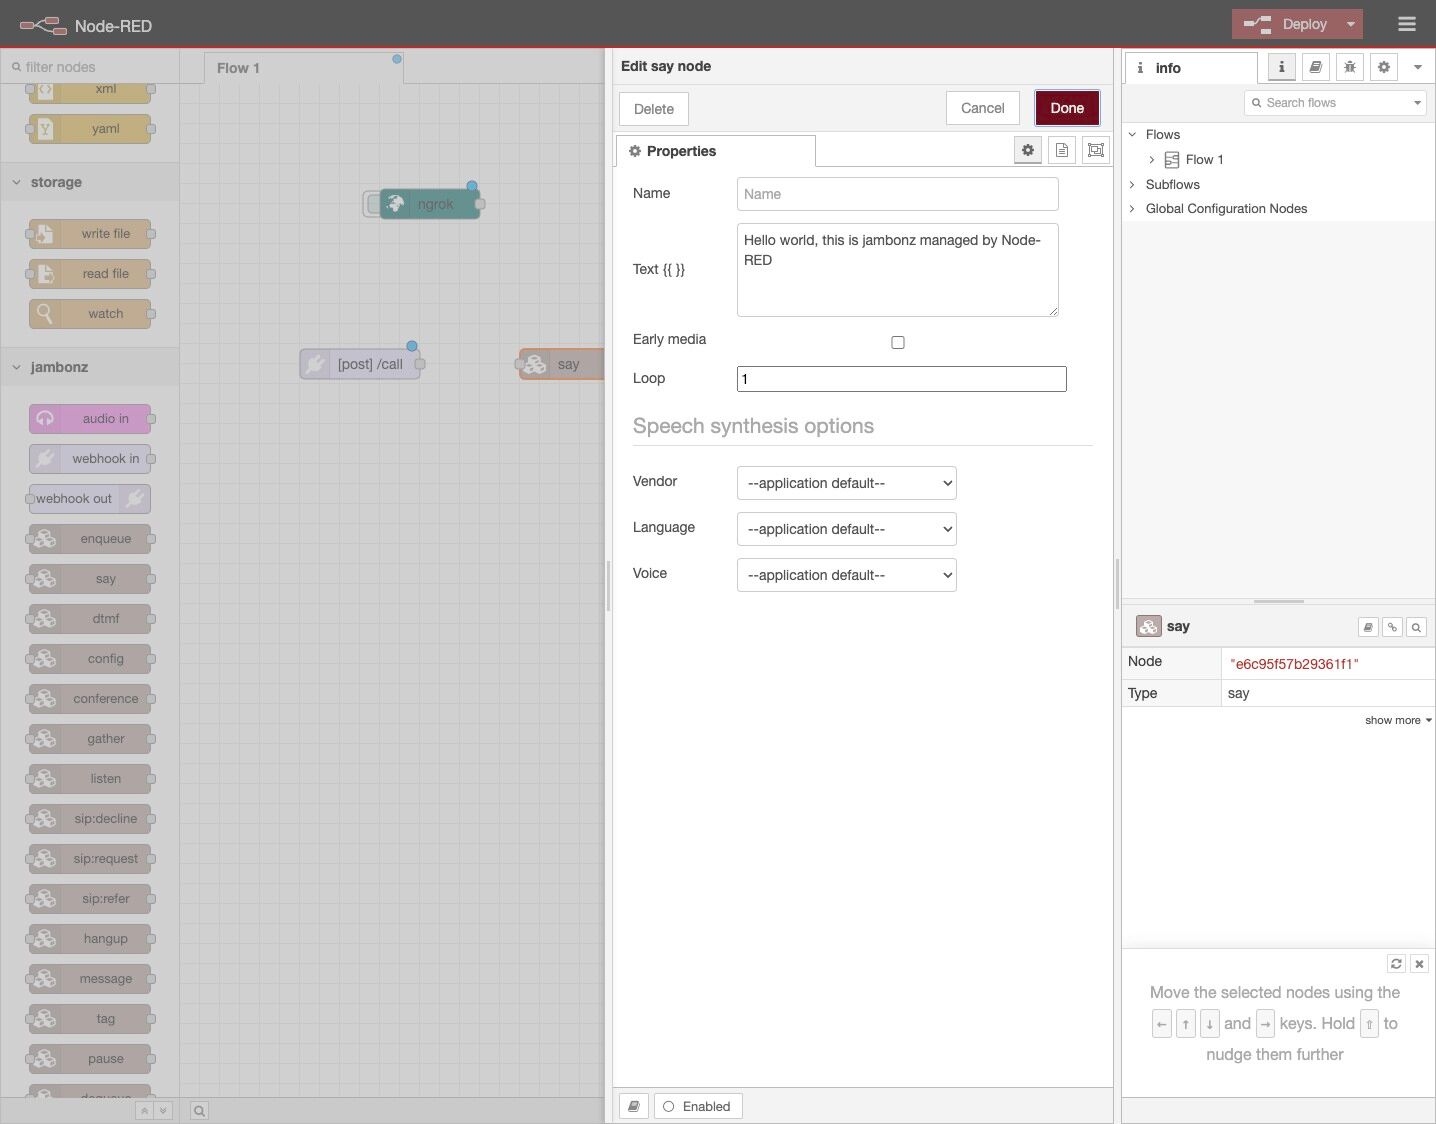 Node-RED
Deploy
filter nodes
xml
yaml
storage
write file
read file
watch
jambonz
audio in
webhook in
webhook out
enqueue
say
dtmf
config
conference
gather
listen
sip:decline
sip:request
sip:refer
hangup
message
tag
pause
dequeue
Flow 1
ngrok
[post] /call
say
Edit say node
Delete
Cancel
Done
Properties
Name
Name
Text {{ }}
Hello world, this is jambonz managed by Node-
RED
Early media
Loop
1
Speech synthesis options
Vendor
--application default--
Language
--application default--
Voice
--application default--
Enabled
i info
i
Search flows
Flows
Flow 1
Subflows
Global Configuration Nodes
say
Node
"e6c95f57b29361f1"
Type
say
show more
Move the selected nodes using the
← ↑ ↓ and → keys. Hold ⇧ to
nudge them further